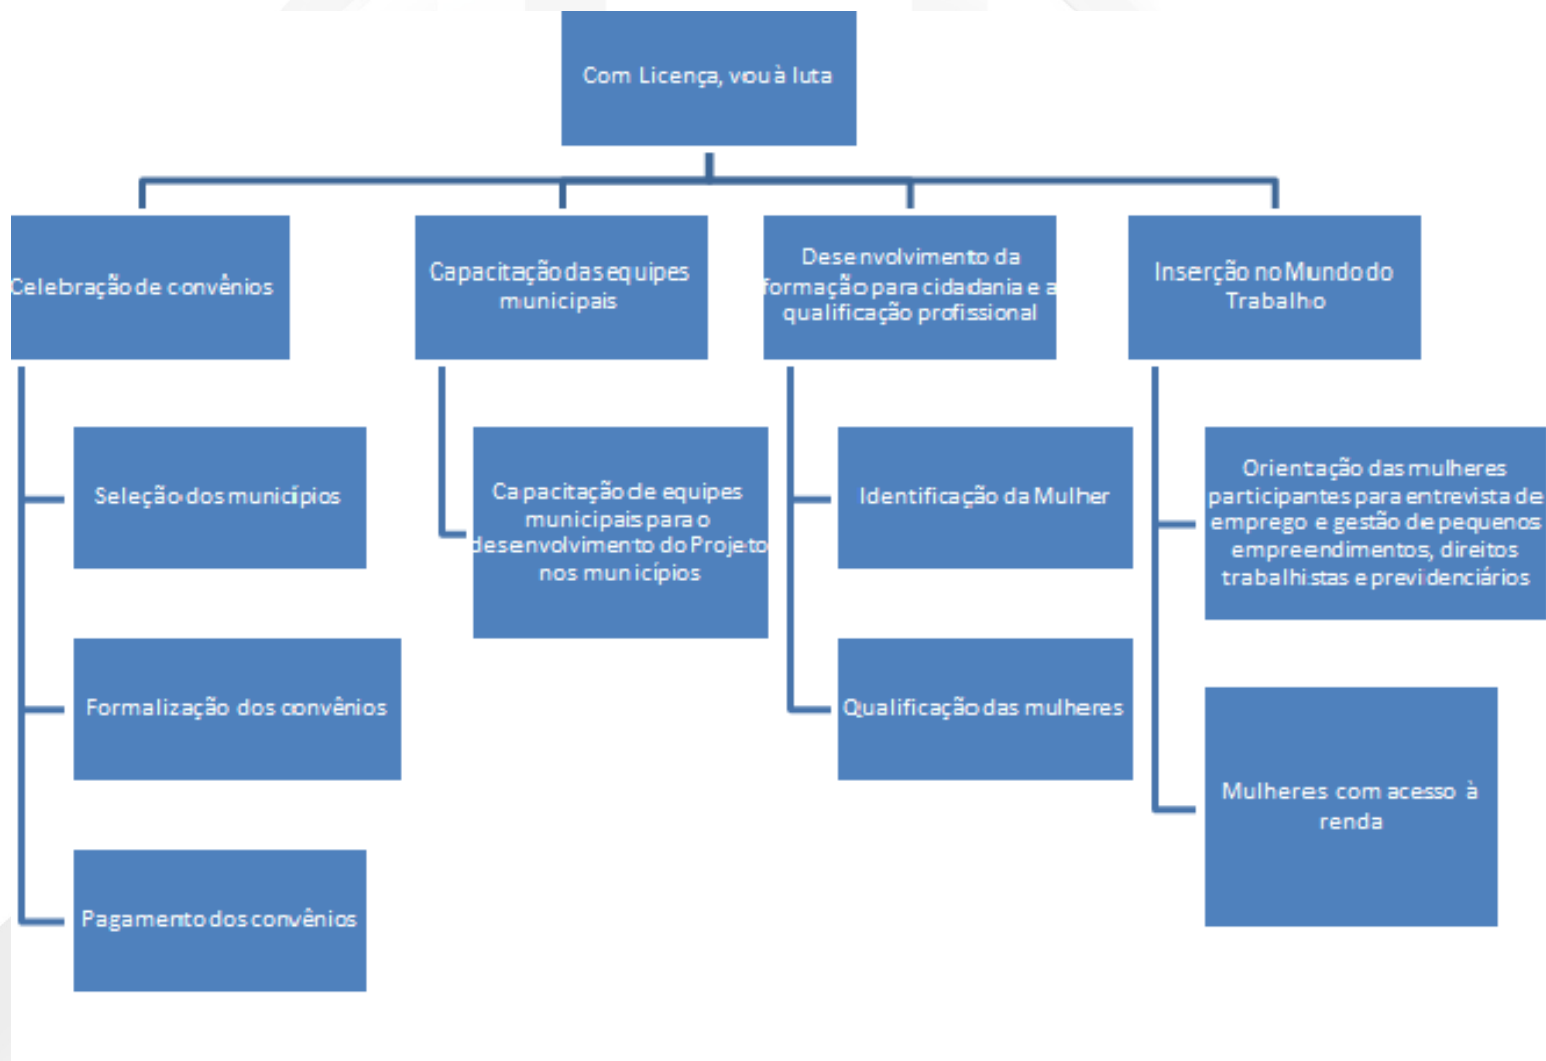 Com Licença, vou à luta
Celebração de convênios
Capacitação das equipes
municipais
Desenvolvimento da
formação para cidadania e a
qualificação profissional
Inserção no Mundo do
Trabalho
Seleção dos municípios
Formalização dos convênios
Pagamento dos convênios
Capacitação de equipes
municipais para o
desenvolvimento do Projeto
nos municípios
Identificação da Mulher
Qualificação das mulheres
Orientação das mulheres
participantes para entrevista de
emprego e gestão de pequenos
empreendimentos, direitos
trabalhistas e previdenciários
Mulheres com acesso à
renda